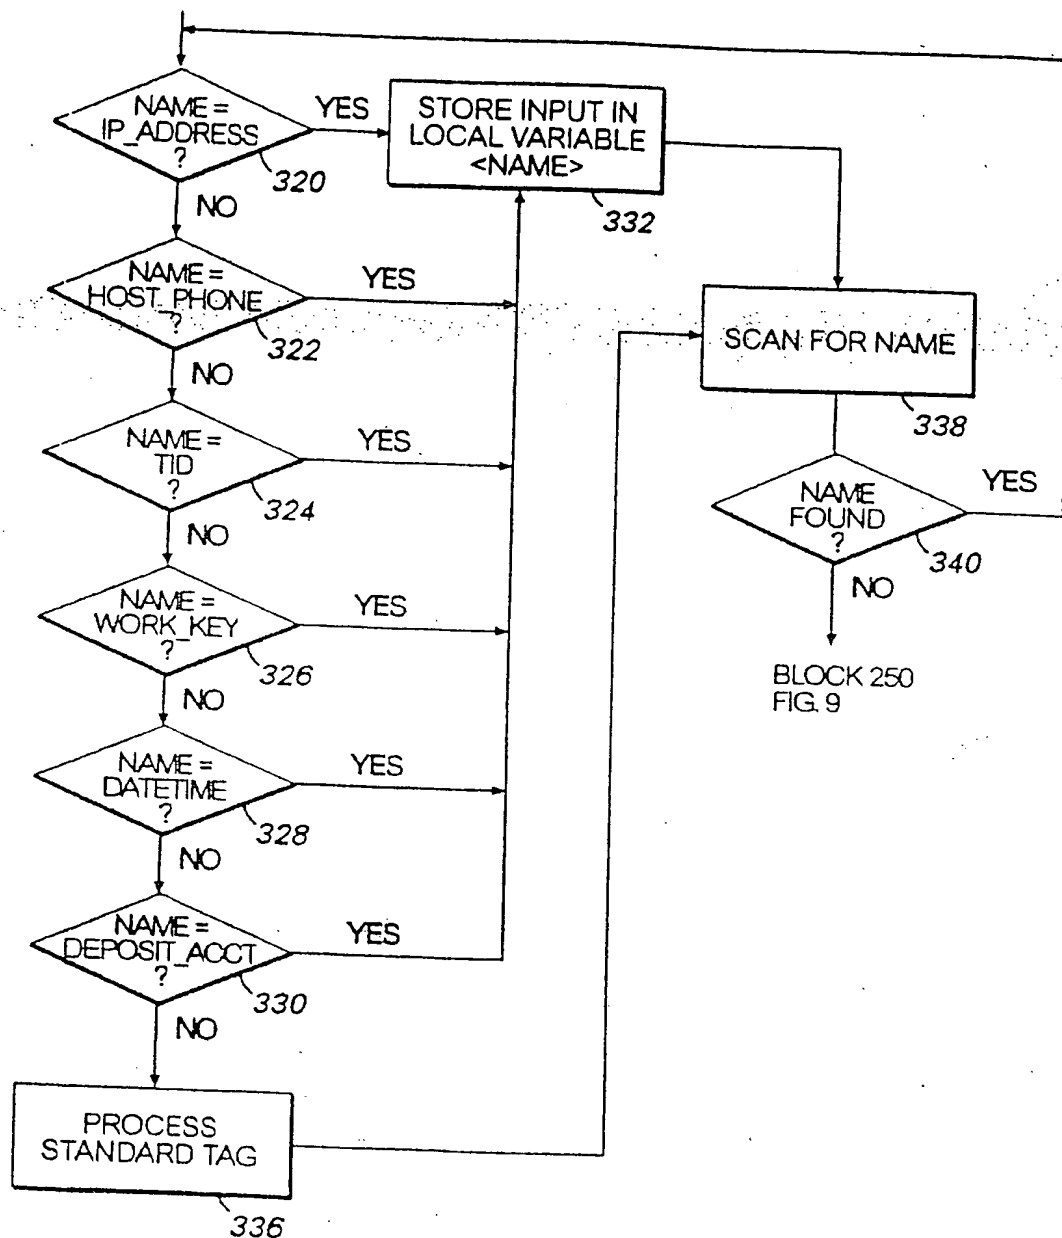 NAME =
IP_ADDRESS
?
320
YES
NO
STORE INPUT IN
LOCAL VARIABLE
<NAME>
332
NAME =
HOST_PHONE
?
322
YES
NO
NAME =
TID
?
324
YES
NO
NAME =
WORK_KEY
?
326
YES
NO
NAME =
DATETIME
?
328
YES
NO
NAME =
DEPOSIT_ACCT
?
330
YES
NO
PROCESS
STANDARD TAG
336
SCAN FOR NAME
338
NAME
FOUND
?
340
YES
NO
BLOCK 250
FIG. 9